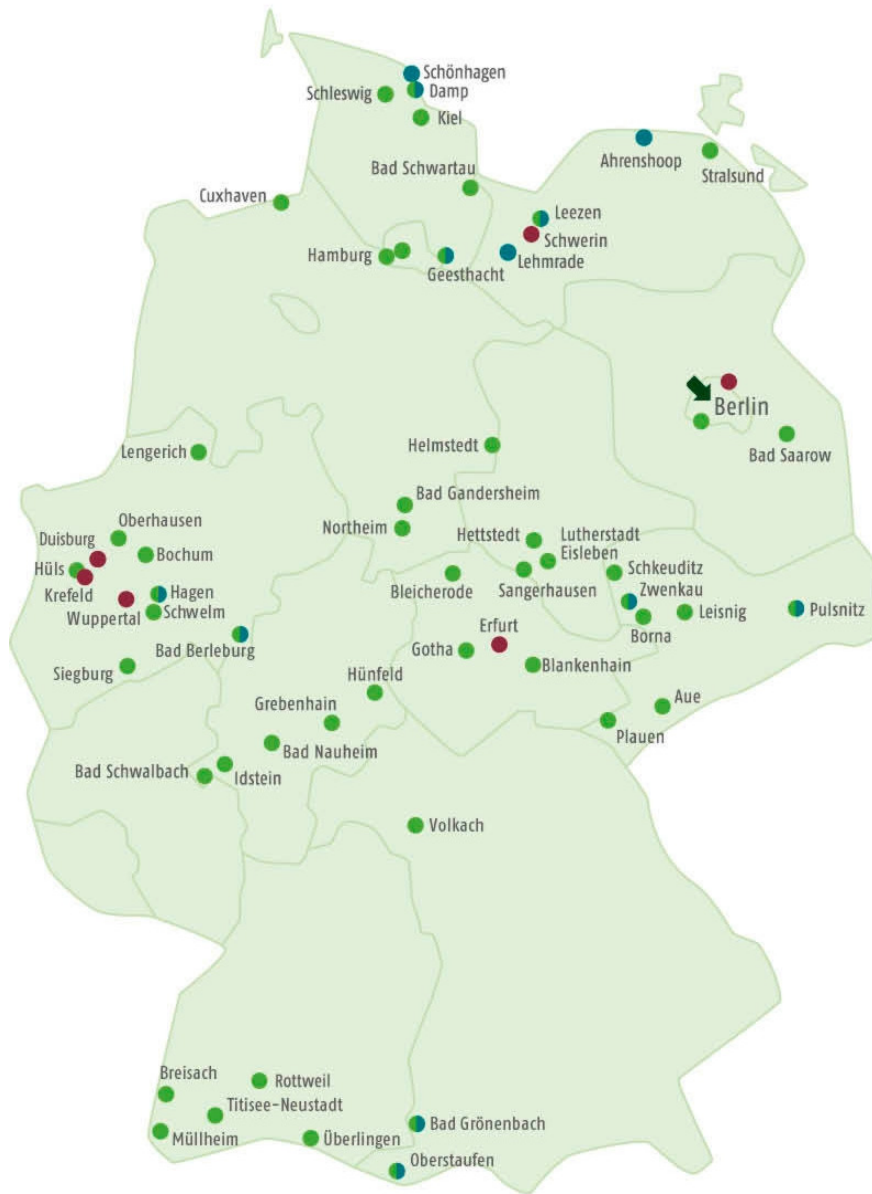 Schönhagen
Schleswig
Damp
Kiel
Ahrenshoop
Stralsund
Bad Schwartau
Cuxhaven
Leezen
Schwerin
Hamburg
Geesthacht
Lehmrade
Berlin
Lengerich
Helmstedt
Bad Saarow
Bad Gandersheim
Oberhausen
Northeim
Hettstedt
Lutherstadt
Eisleben
Duisburg
Bochum
Hüls
Schkeuditz
Krefeld
Hagen
Bleicherode
Sangerhausen
Zwenkau
Wuppertal
Schwelm
Leisnig
Pulsnitz
Erfurt
Borna
Bad Berleburg
Gotha
Siegburg
Hünfeld
Blankenhain
Grebenhain
Aue
Plauen
Bad Nauheim
Bad Schwalbach
Idstein
Volkach
Breisach
Rottweil
Titisee-Neustadt
Müllheim
Überlingen
Bad Grönenbach
Oberstaufen